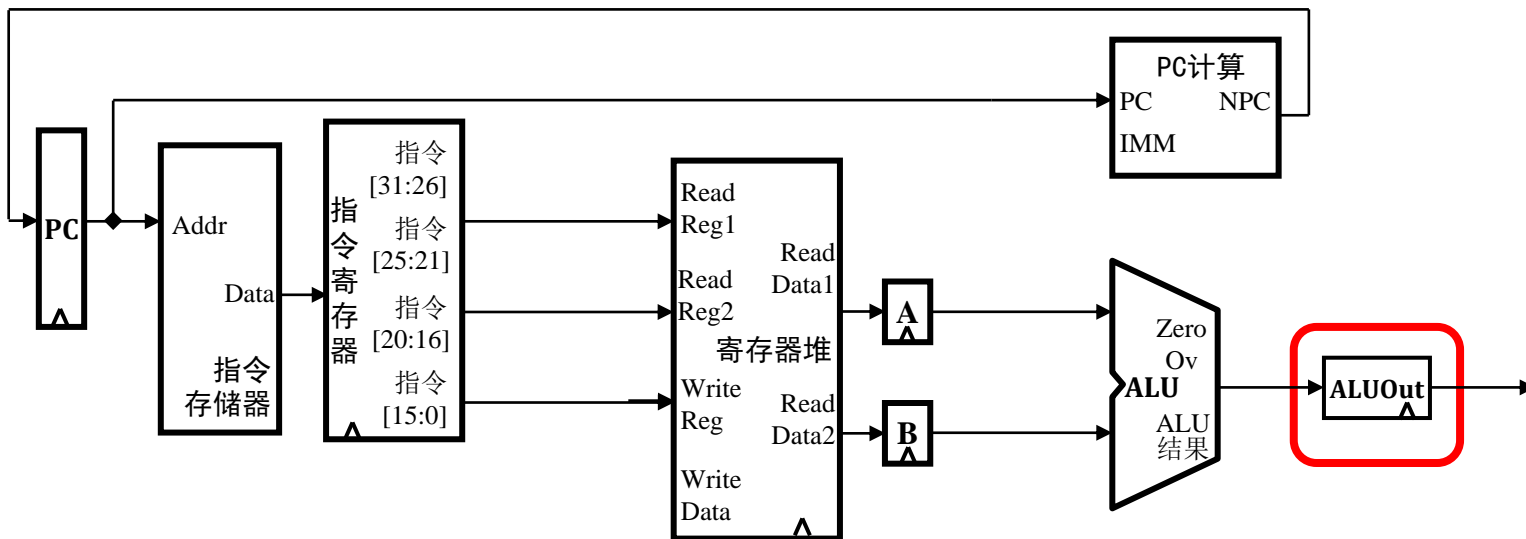 PC计算
PC
NPC
IMM
PC
Addr
Data
指令
存储器
指令寄存器
指令
[31:26]
指令
[25:21]
指令
[20:16]
指令
[15:0]
Read
Reg1
Read
Reg2
Write
Reg
Write
Data
Read
Data1
寄存器堆
Read
Data2
A
B
Zero
Ov
ALU
ALU
结果
ALUOut